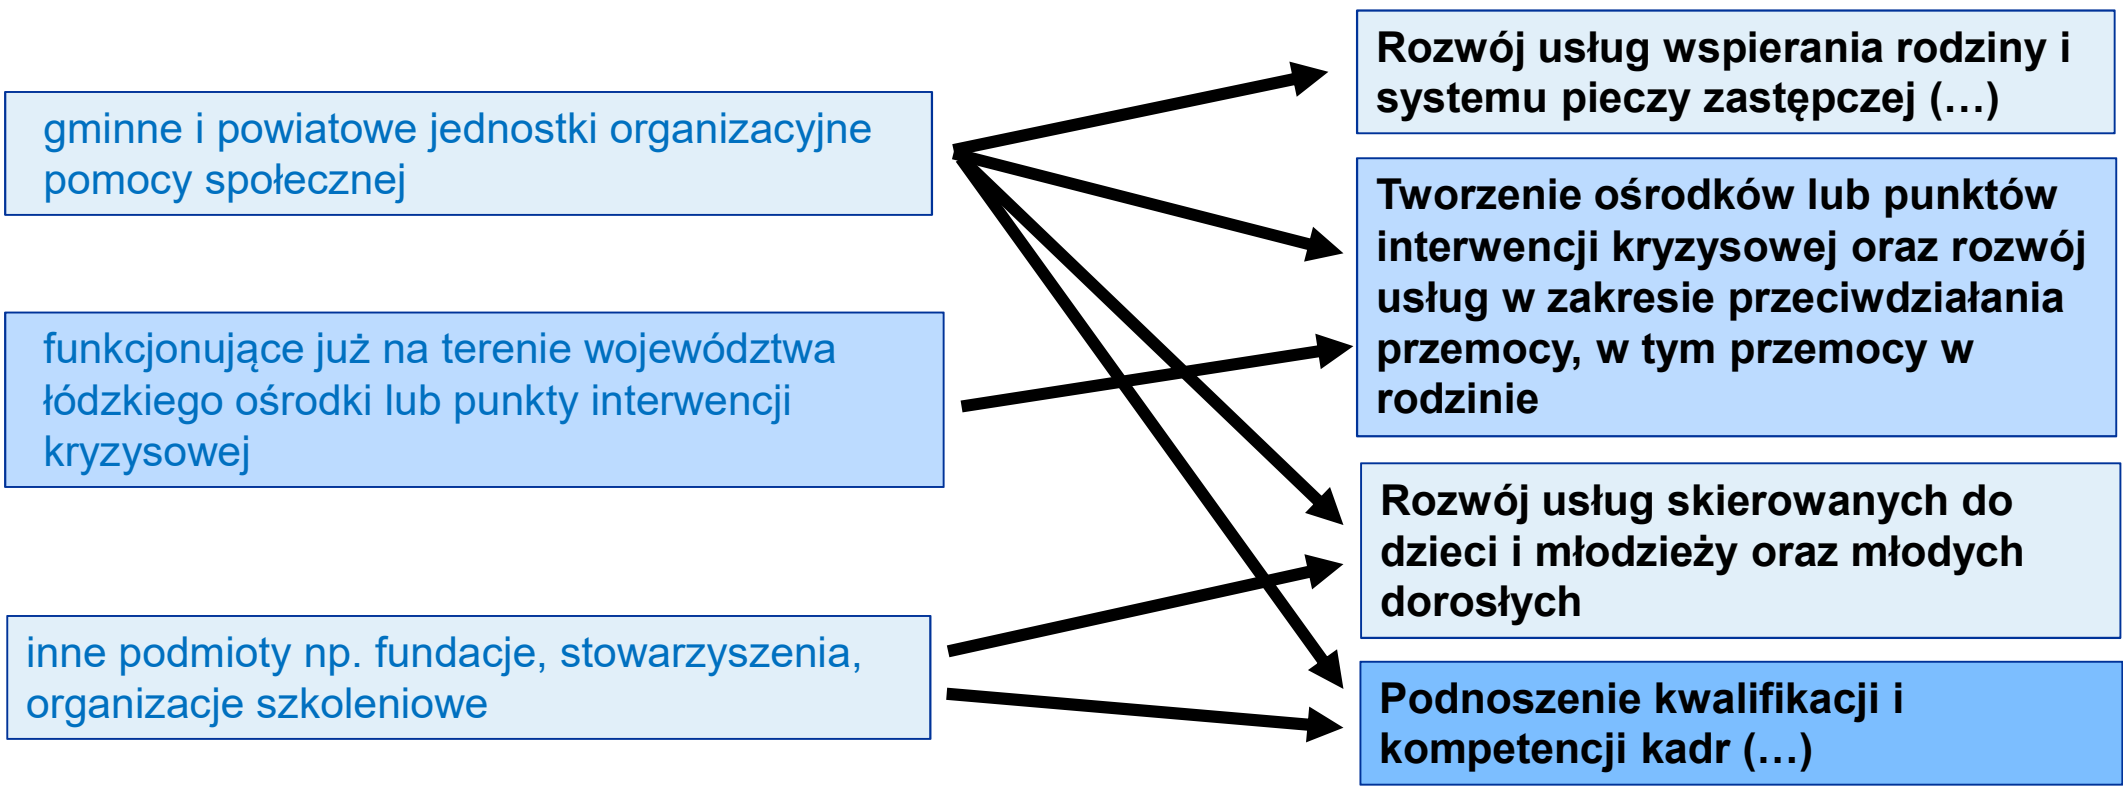 gminne i powiatowe jednostki organizacyjne
pomocy społecznej
funkcjonujące już na terenie województwa
łódzkiego ośrodki lub punkty interwencji
kryzysowej
inne podmioty np. fundacje, stowarzyszenia,
organizacje szkoleniowe
Rozwój usług wspierania rodziny i
systemu pieczy zastępczej (…)
Tworzenie ośrodków lub punktów
interwencji kryzysowej oraz rozwój
usług w zakresie przeciwdziałania
przemocy, w tym przemocy w
rodzinie
Rozwój usług skierowanych do
dzieci i młodzieży oraz młodych
dorosłych
Podnoszenie kwalifikacji i
kompetencji kadr (…)